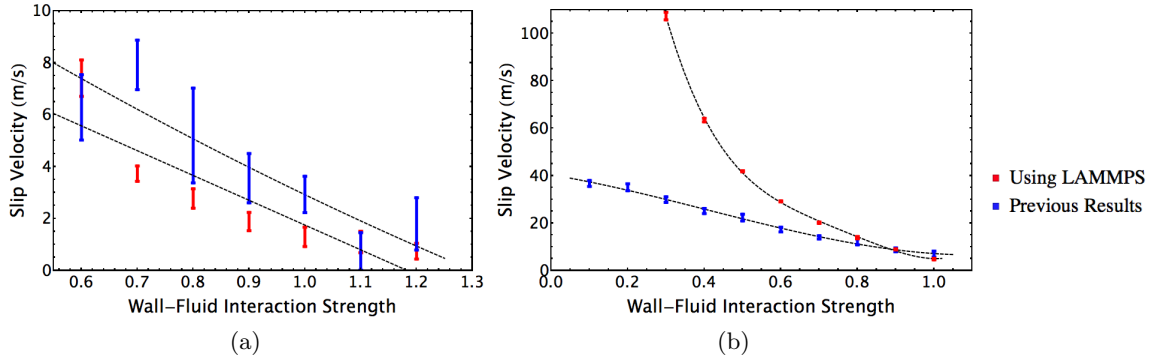 10
8
6
4
2
0
Slip Velocity (m/s)
0.6 0.7 0.8 0.9 1.0 1.1 1.2 1.3
Wall–Fluid Interaction Strength
(a)
100
80
60
40
20
0
Slip Velocity (m/s)
0.0 0.2 0.4 0.6 0.8 1.0
Wall–Fluid Interaction Strength
(b)
Using LAMMPS
Previous Results